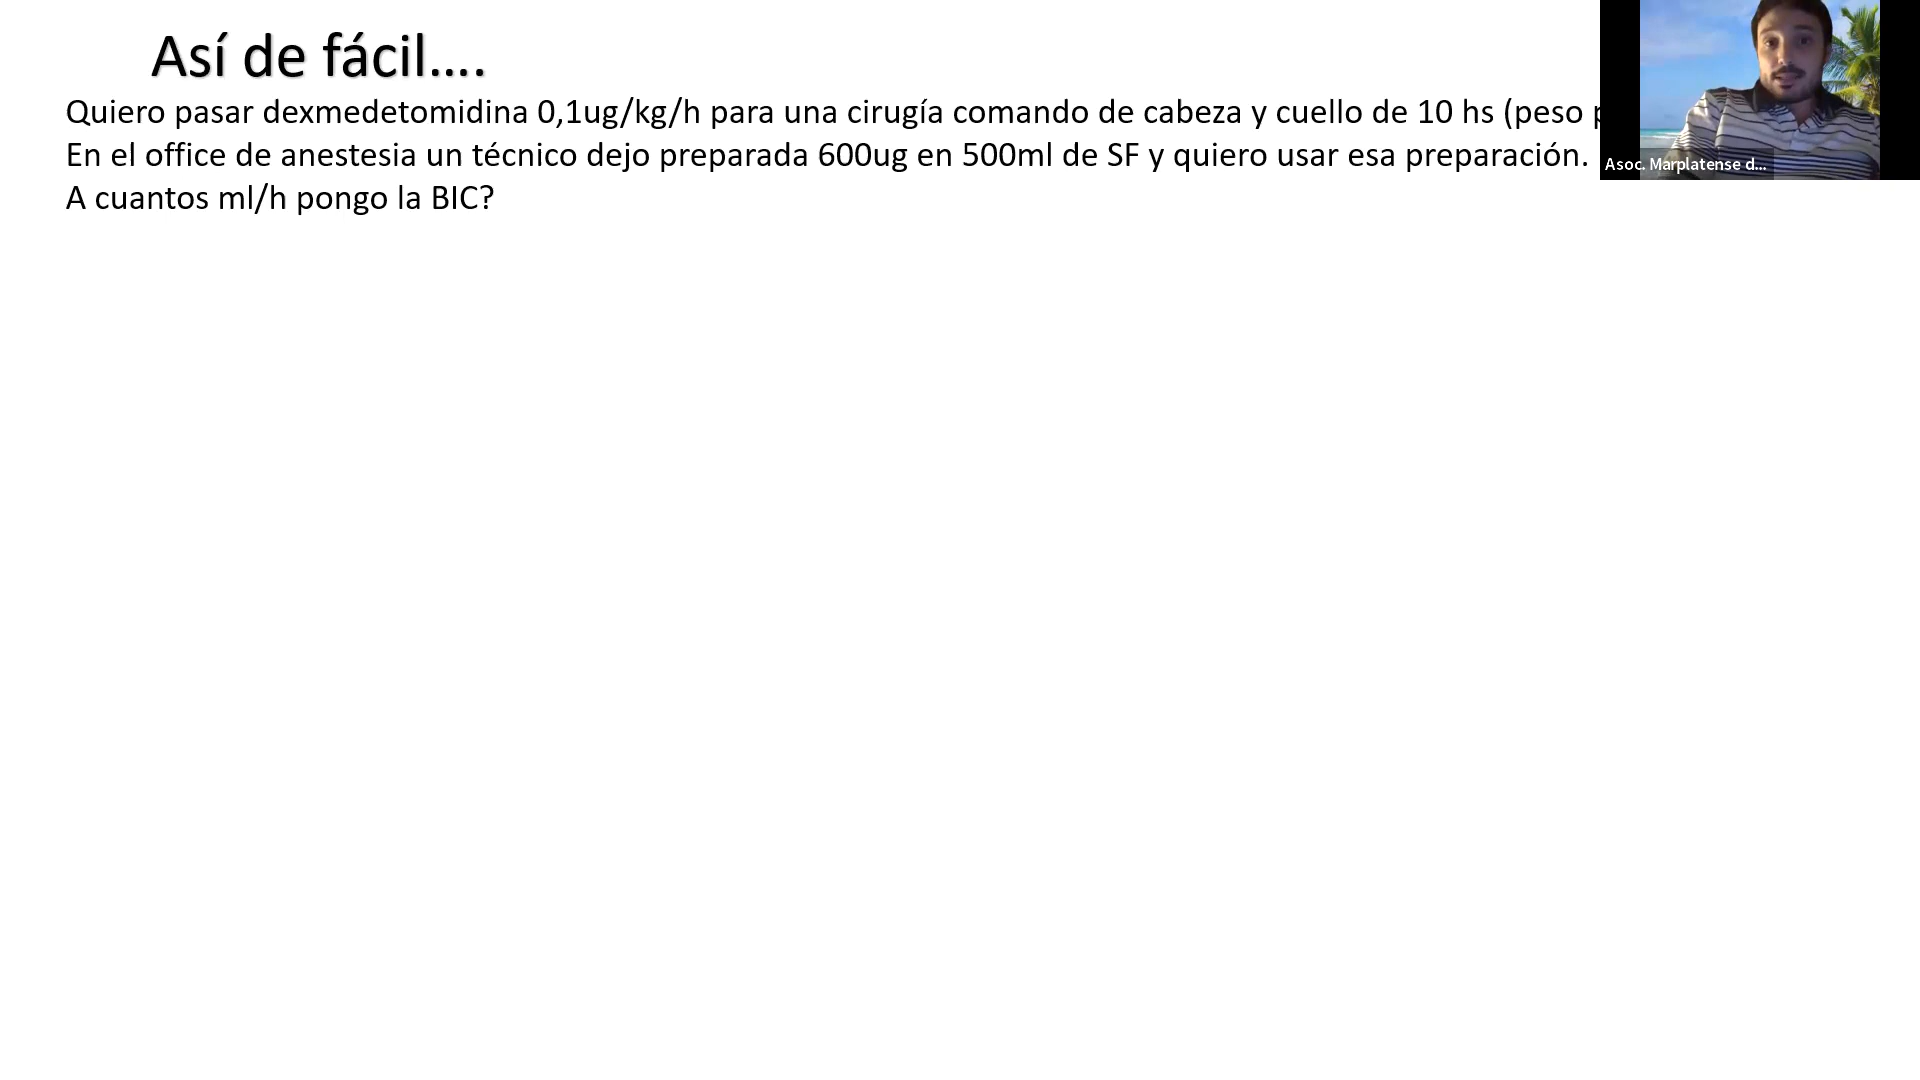 Así de fácil....
Quiero pasar dexmedetomidina 0,1ug/kg/h para una cirugía comando de cabeza y cuello de 10 hs (peso
En el office de anestesia un técnico dejo preparada 600ug en 500ml de SF y quiero usar esa preparación.
Asoc. Marplatense d...
A cuantos ml/h pongo la BIC?